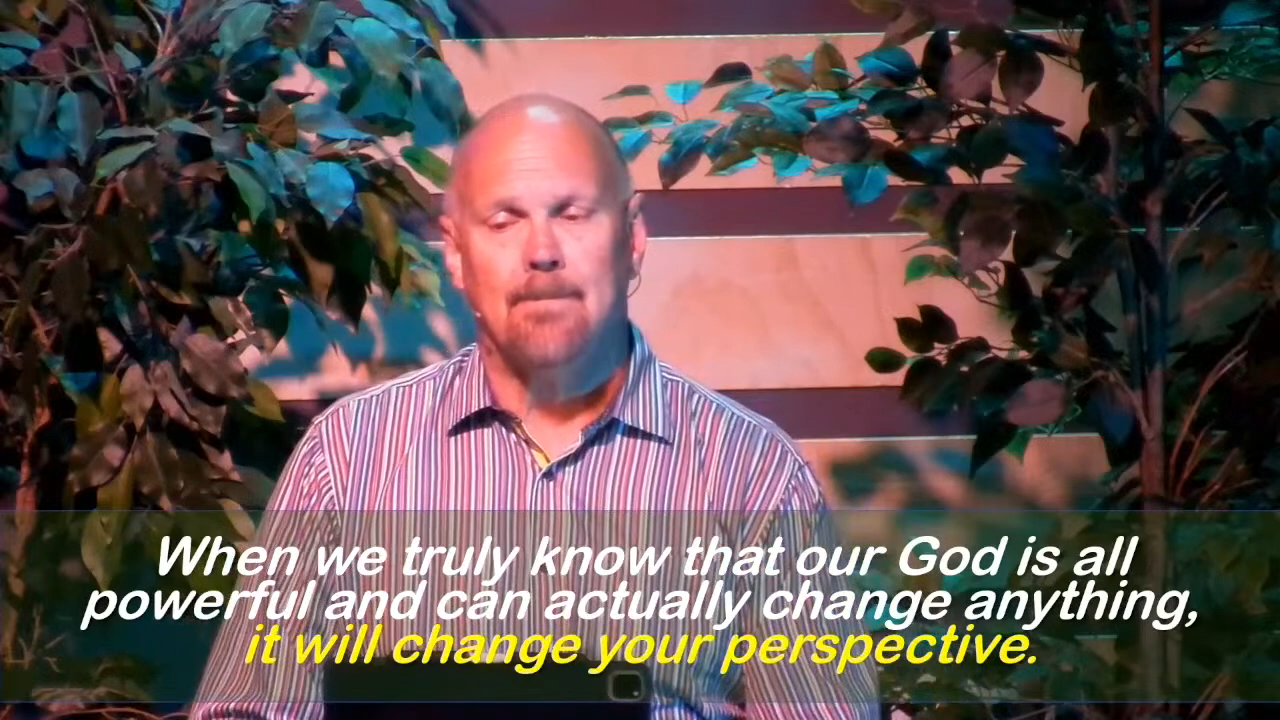 When we truly know that our God is all
powerful and can actually change anything,
it will change your perspective.